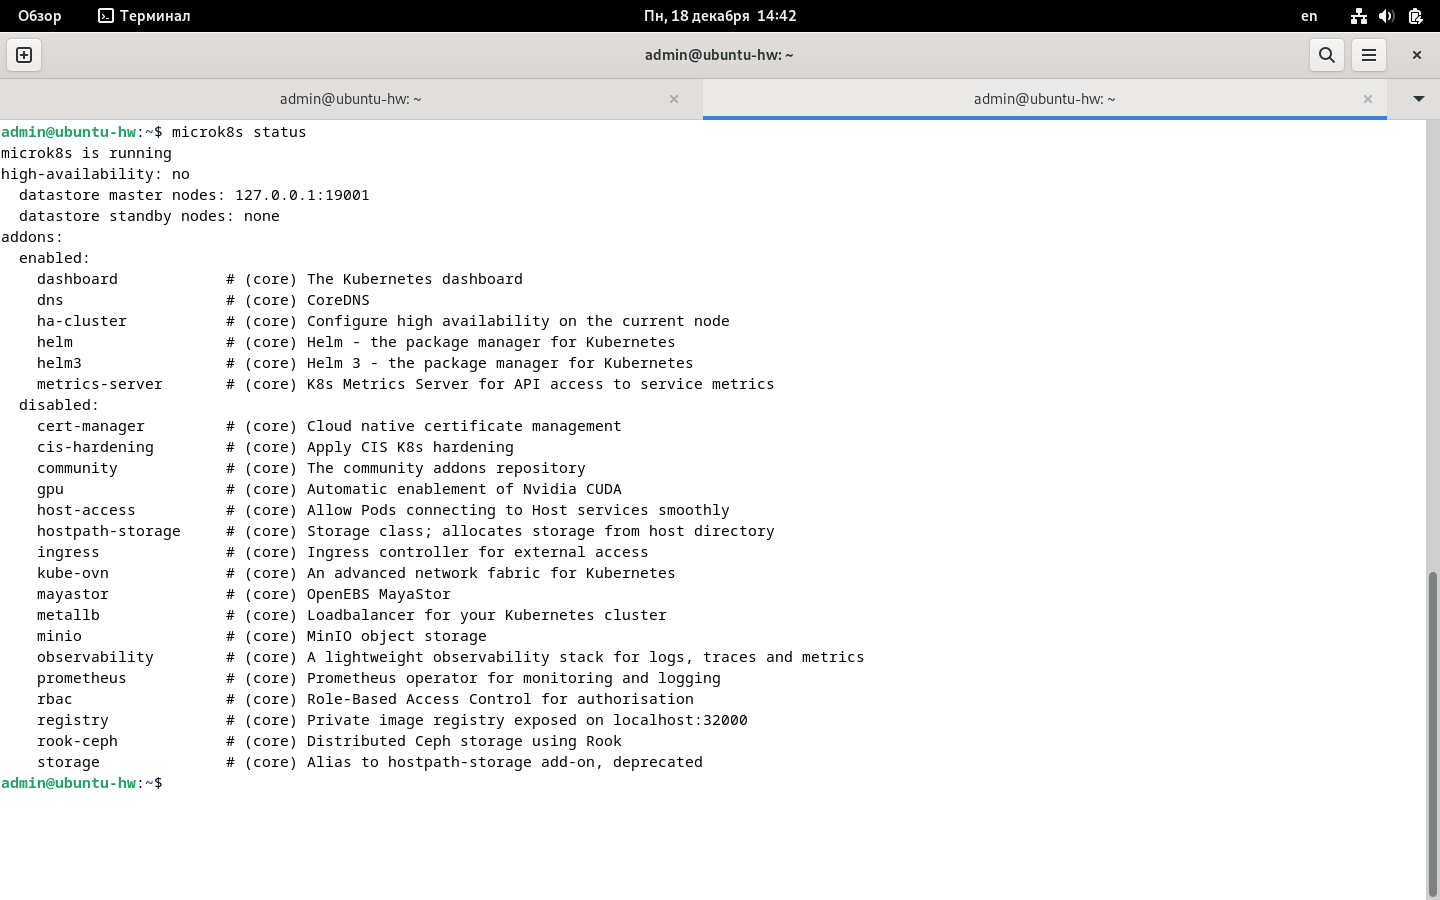 Обзор Терминал Пн, 18 декабря 14:42 en
admin@ubuntu-hw: ~
admin@ubuntu-hw: ~ admin@ubuntu-hw: ~
admin@ubuntu-hw:~$ microk8s status
microk8s is running
high-availability: no
  datastore master nodes: 127.0.0.1:19001
  datastore standby nodes: none
addons:
  enabled:
    dashboard            # (core) The Kubernetes dashboard
    dns                  # (core) CoreDNS
    ha-cluster           # (core) Configure high availability on the current node
    helm                 # (core) Helm - the package manager for Kubernetes
    helm3                # (core) Helm 3 - the package manager for Kubernetes
    metrics-server       # (core) K8s Metrics Server for API access to service metrics
  disabled:
    cert-manager         # (core) Cloud native certificate management
    cis-hardening        # (core) Apply CIS K8s hardening
    community            # (core) The community addons repository
    gpu                  # (core) Automatic enablement of Nvidia CUDA
    host-access          # (core) Allow Pods connecting to Host services smoothly
    hostpath-storage     # (core) Storage class; allocates storage from host directory
    ingress              # (core) Ingress controller for external access
    kube-ovn             # (core) An advanced network fabric for Kubernetes
    mayastor             # (core) OpenEBS MayaStor
    metallb              # (core) Loadbalancer for your Kubernetes cluster
    minio                # (core) MinIO object storage
    observability        # (core) A lightweight observability stack for logs, traces and metrics
    prometheus           # (core) Prometheus operator for monitoring and logging
    rbac                 # (core) Role-Based Access Control for authorisation
    registry             # (core) Private image registry exposed on localhost:32000
    rook-ceph            # (core) Distributed Ceph storage using Rook
    storage              # (core) Alias to hostpath-storage add-on, deprecated
admin@ubuntu-hw:~$